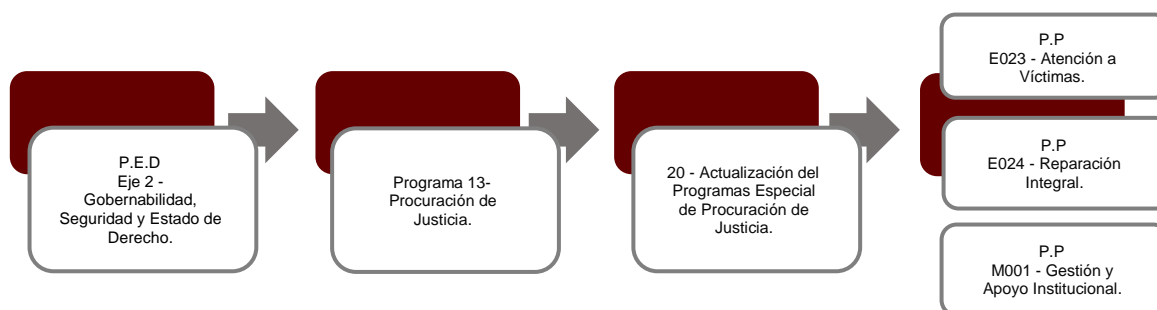 P.E.D
Eje 2 -
Gobernabilidad,
Seguridad y Estado de
Derecho.
Programa 13-
Procuración de
Justicia.
20 - Actualización del
Programas Especial
de Procuración de
Justicia.
P.P
E023 - Atención a
Víctimas.
P.P
E024 - Reparación
Integral.
P.P
M001 - Gestión y
Apoyo Institucional.